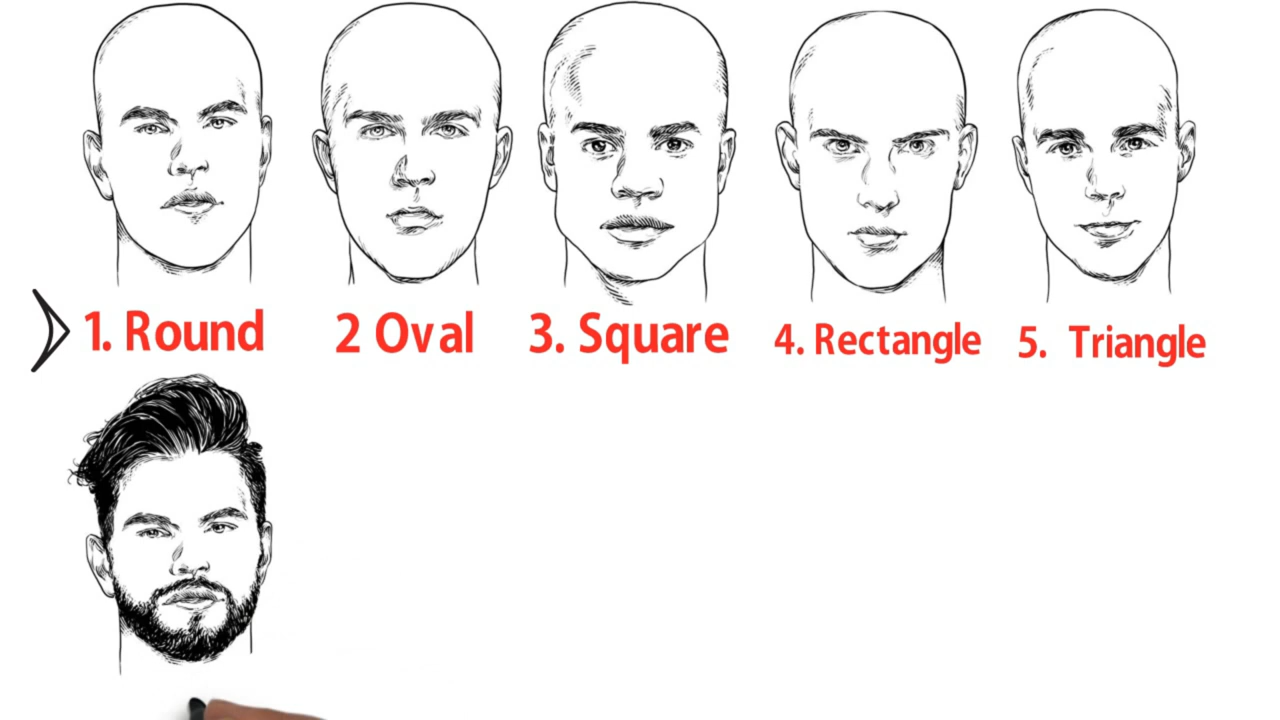 1. Round
2 Oval
3. Square
4. Rectangle
5. Triangle